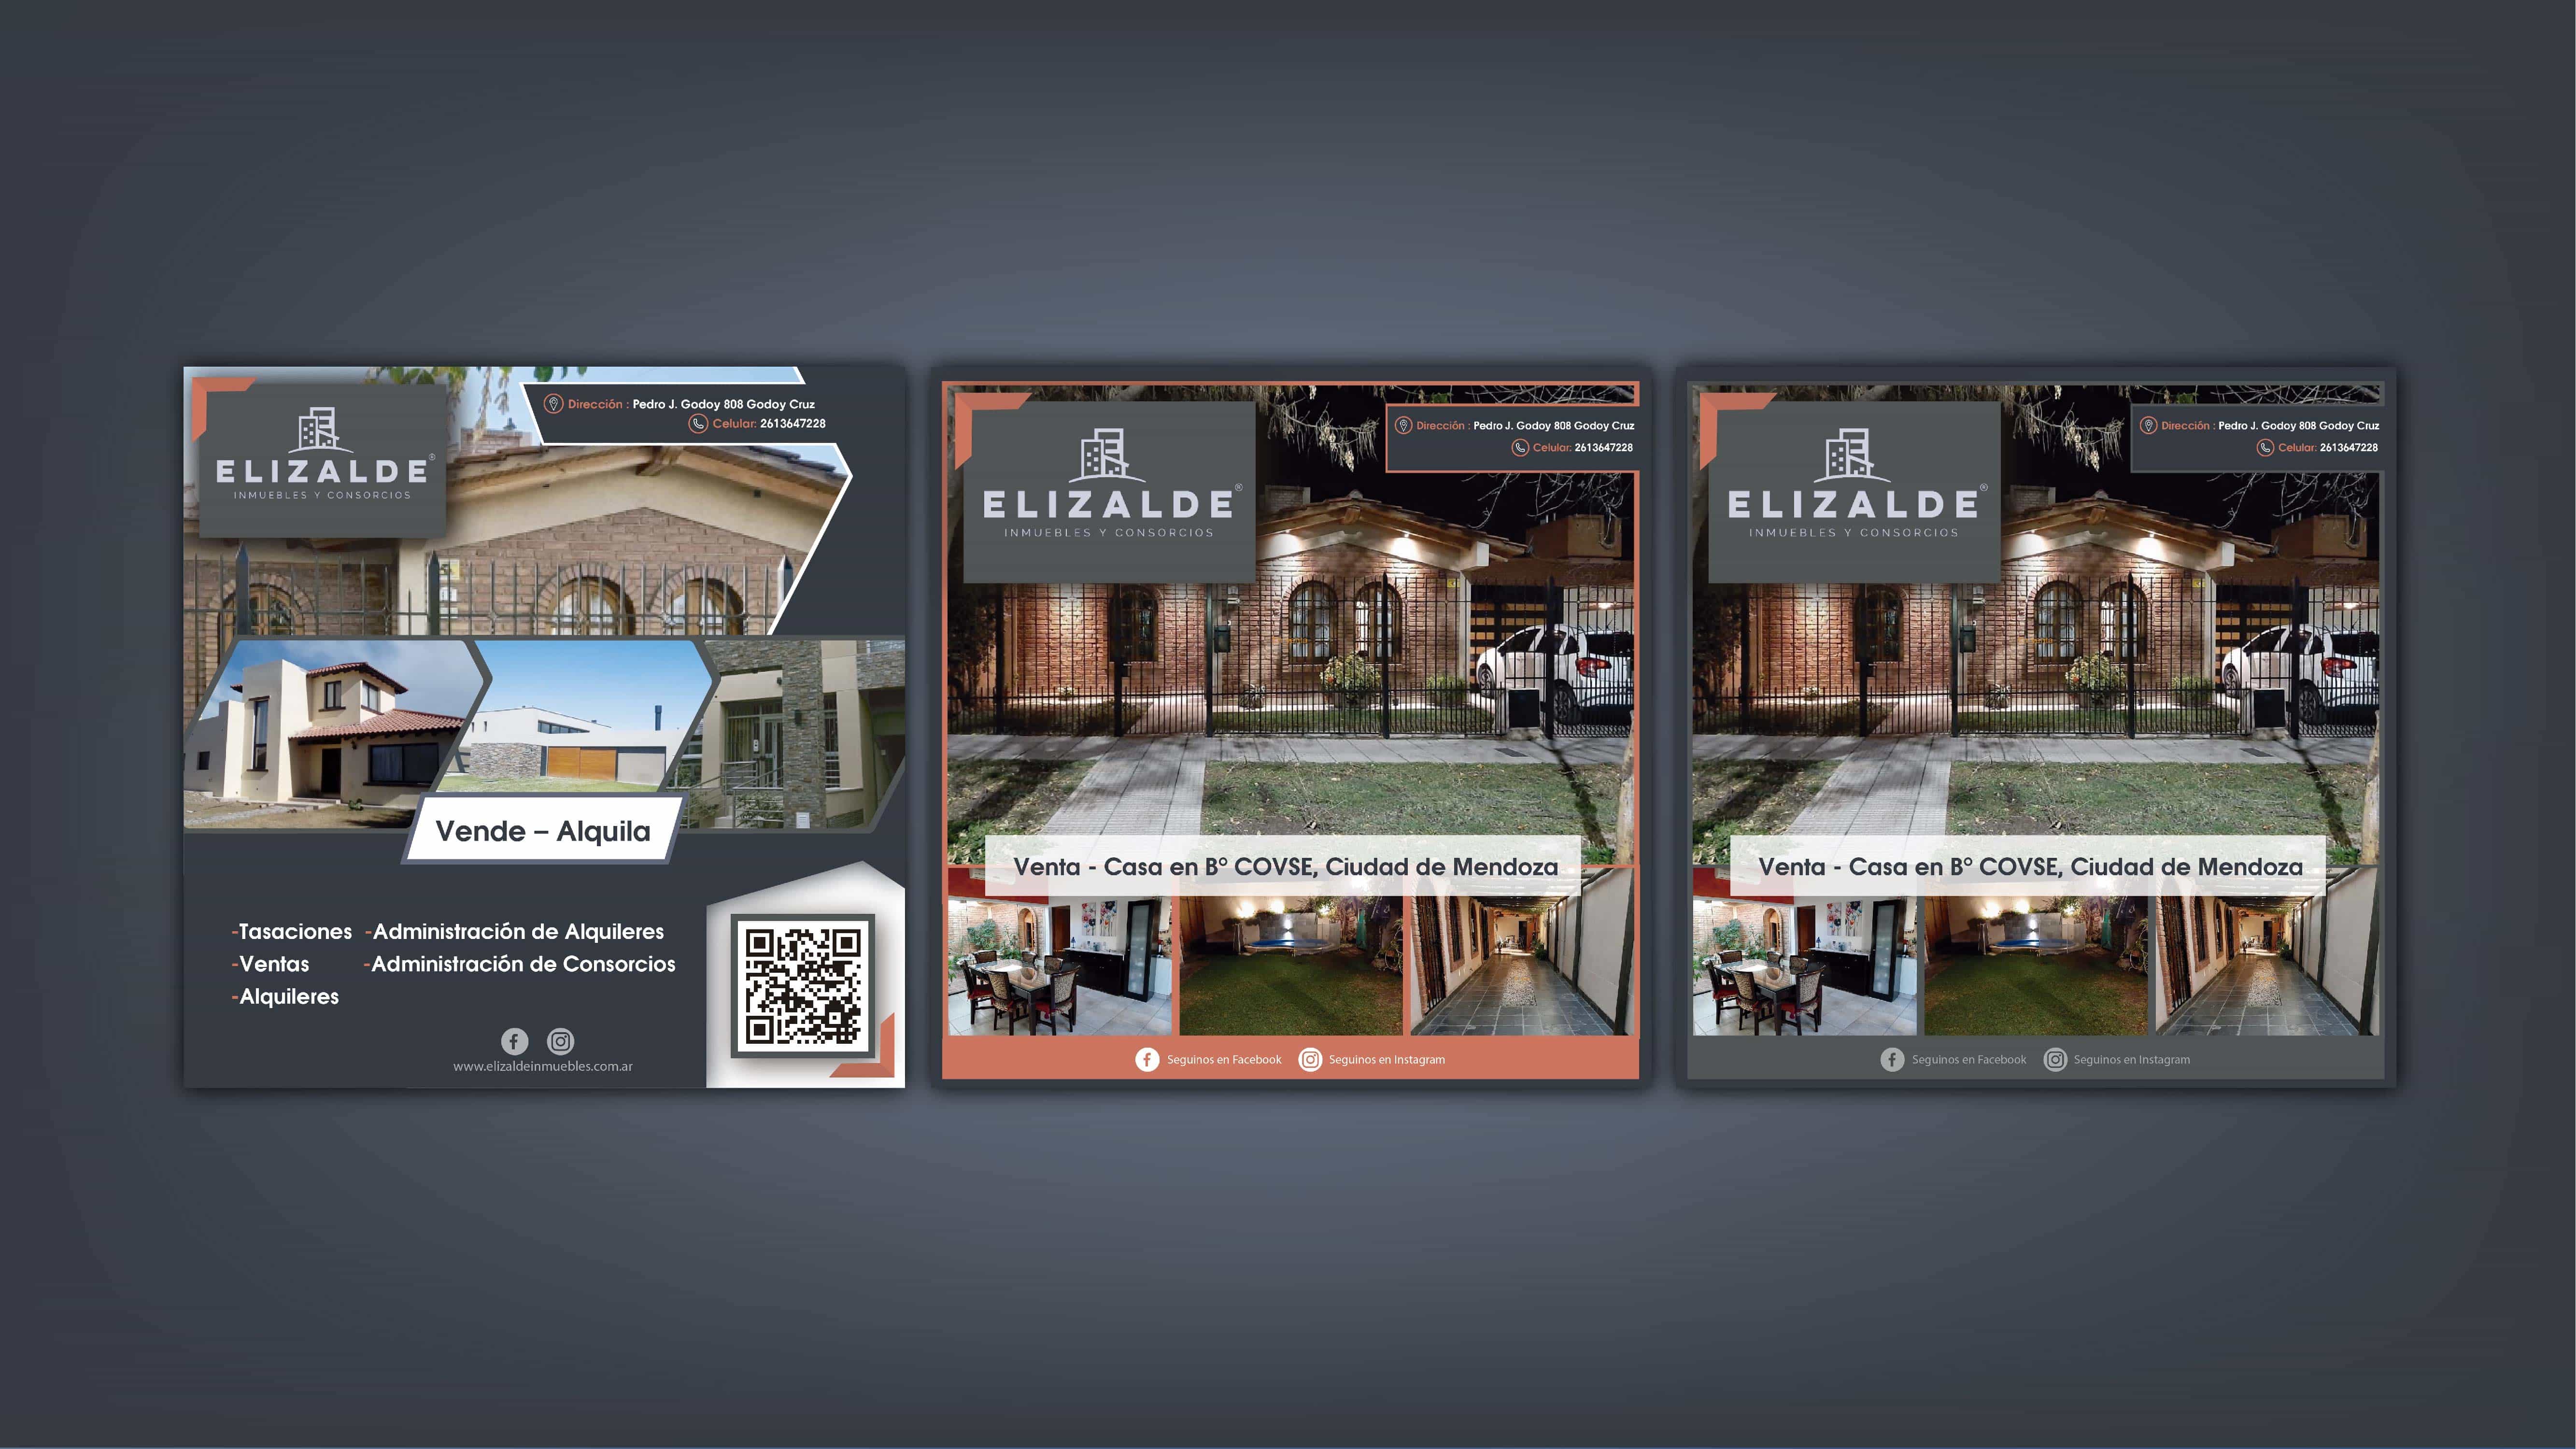 ELIZALDE®
INMUEBLES Y CONSORCIOS
Dirección : Pedro J. Godoy 808 Godoy Cruz
Celular: 2613647228
Vende – Alquila
-Tasaciones -Administración de Alquileres
-Ventas -Administración de Consorcios
-Alquileres
www.elizaldeinmuebles.com.ar
ELIZALDE®
INMUEBLES Y CONSORCIOS
Dirección : Pedro J. Godoy 808 Godoy Cruz
Celular: 2613647228
Venta - Casa en B° COVSE, Ciudad de Mendoza
Seguinos en Facebook Seguinos en Instagram
ELIZALDE®
INMUEBLES Y CONSORCIOS
Dirección : Pedro J. Godoy 808 Godoy Cruz
Celular: 2613647228
Venta - Casa en B° COVSE, Ciudad de Mendoza
Seguinos en Facebook Seguinos en Instagram